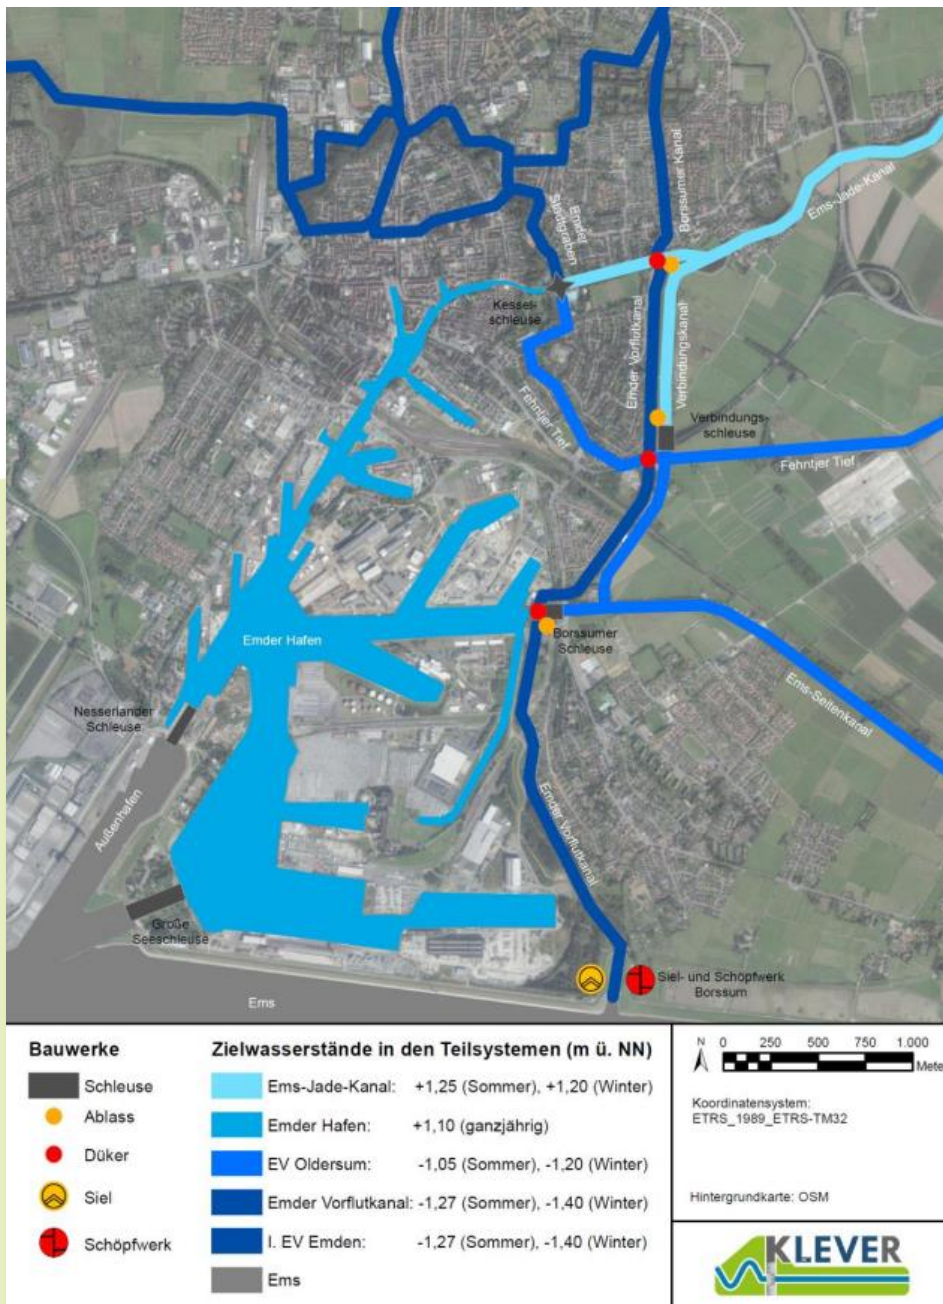 Borssumer Kanal
Ems-Jade-Kanal
Emder
Stadtgraben
Kessel-
schleuse
Emder Vorflutkanal
Verbindungskanal
Verbindungs-
schleuse
Fehntjer Tief
Fehntjer Tief
Emder Hafen
Borssumer
Schleuse
Ems-Seitenkanal
Nesserlander
Schleuse
Außenhafen
Emder Vorflutkanal
Große
Seeschleuse
Siel- und Schöpfwerk
Borssum
Ems
Bauwerke
Schleuse
Ablass
Düker
Siel
Schöpfwerk
Zielwasserstände in den Teilsystemen (m ü. NN)
Ems-Jade-Kanal: +1,25 (Sommer), +1,20 (Winter)
Emder Hafen: +1,10 (ganzjährig)
EV Oldersum: -1,05 (Sommer), -1,20 (Winter)
Emder Vorflutkanal: -1,27 (Sommer), -1,40 (Winter)
I. EV Emden: -1,27 (Sommer), -1,40 (Winter)
Ems
N 0 250 500 750 1.000
Mete
Koordinatensystem:
ETRS_1989_ETRS-TM32
Hintergrundkarte: OSM
KLEVER